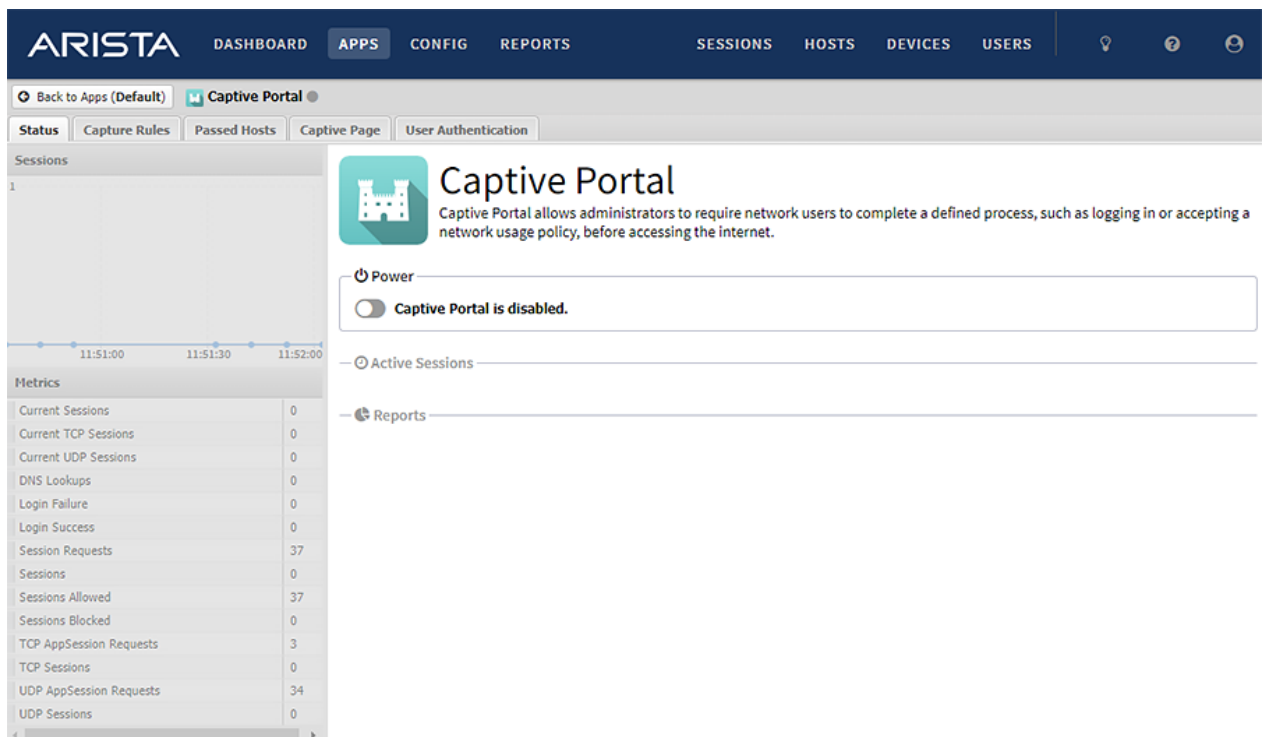 ARISTA DASHBOARD APPS CONFIG REPORTS SESSIONS HOSTS DEVICES USERS
Back to Apps (Default) Captive Portal
Status Capture Rules Passed Hosts Captive Page User Authentication
Sessions
1
11:51:00 11:51:30 11:52:00
Metrics
Current Sessions 0
Current TCP Sessions 0
Current UDP Sessions 0
DNS Lookups 0
Login Failure 0
Login Success 0
Session Requests 37
Sessions 0
Sessions Allowed 37
Sessions Blocked 0
TCP AppSession Requests 3
TCP Sessions 0
UDP AppSession Requests 34
UDP Sessions 0
Captive Portal
Captive Portal allows administrators to require network users to complete a defined process, such as logging in or accepting a
network usage policy, before accessing the internet.
Power
Captive Portal is disabled.
Active Sessions
Reports